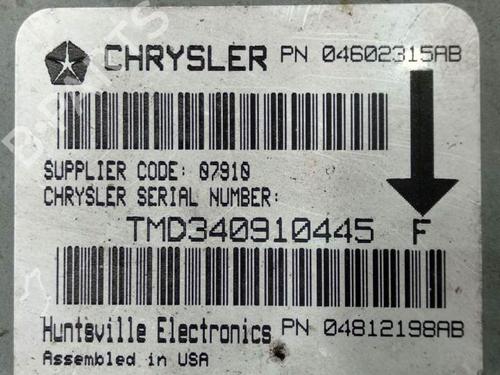 CHRYSLER PN 04602315AB
SUPPLIER CODE: 07910
CHRYSLER SERIAL NUMBER:
TMD340910445 F
Huntsville Electronics PN 04812198AB
Assembled in USA